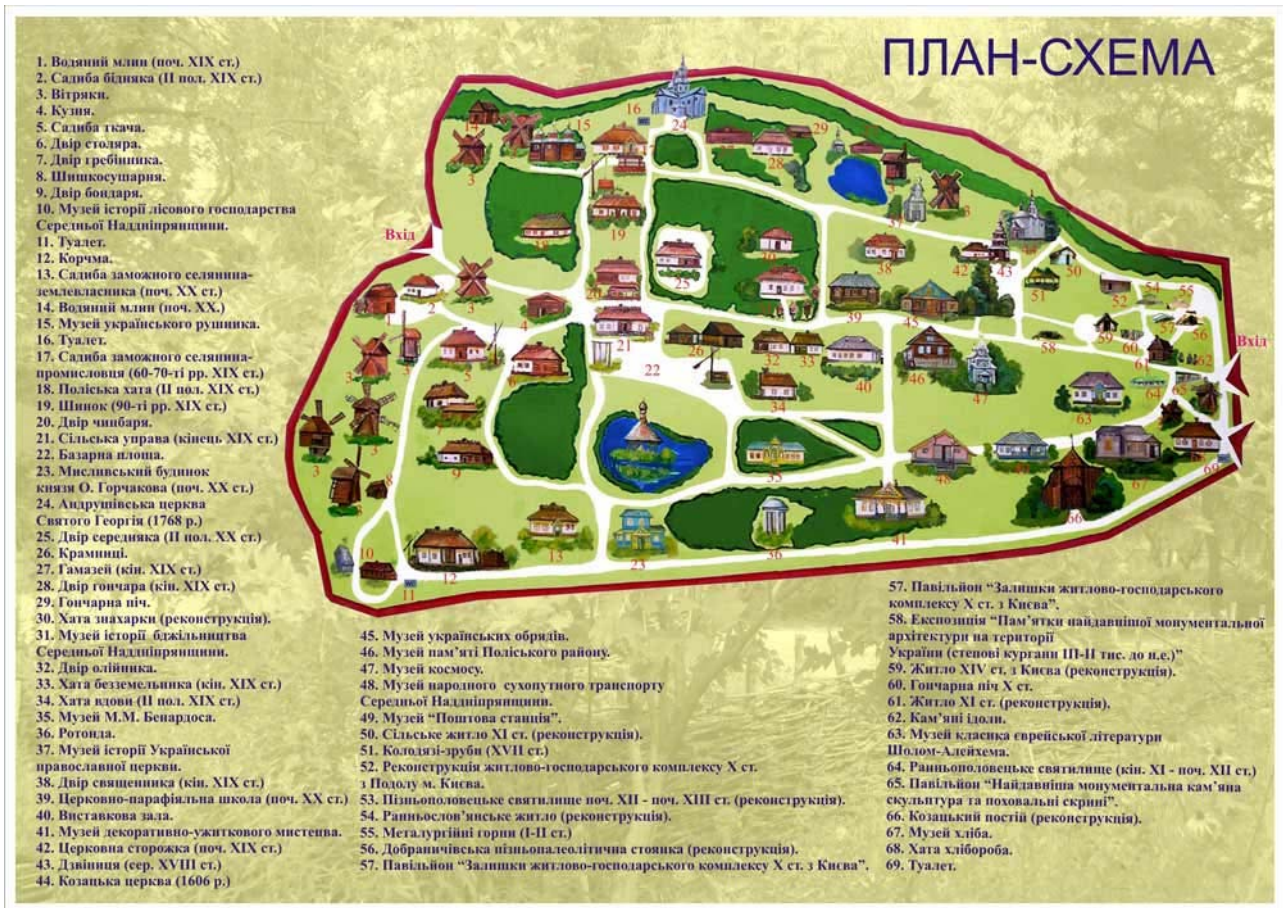 ПЛАН-СХЕМА
1. Водяний млин (поч. XIX ст.)
2. Садиба бідняка (II пол. XIX ст.)
3. Вітряки.
4. Кузня.
5. Садиба ткача.
6. Двір столяра.
7. Двір гребінника.
8. Шишкосушарня.
9. Двір бондаря.
10. Музей історії лісового господарства
Середньої Наддніпрянщини.
11. Туалет.
12. Корчма.
13. Садиба заможного селянина-
землевласника (поч. XX ст.)
14. Водяний млин (поч. XX.)
15. Музей українського рушника.
16. Туалет.
17. Садиба заможного селянина-
промисловця (60-70-ті рр. XIX ст.)
18. Поліська хата (II пол. XIX ст.)
19. Шинок (90-ті рр. XIX ст.)
20. Двір чинбаря.
21. Сільська управа (кінець XIX ст.)
22. Базарна площа.
23. Мисливський будинок
князя О. Горчакова (поч. XX ст.)
24. Андрушівська церква
Святого Георгія (1768 р.)
25. Двір середняка (II пол. XX ст.)
26. Крамниці.
27. Гамазей (кін. XIX ст.)
28. Двір гончара (кін. XIX ст.)
29. Гончарна піч.
30. Хата знахарки (реконструкція).
31. Музей історії бджільництва
Середньої Наддніпрянщини.
32. Двір олійника.
33. Хата безземельника (кін. XIX ст.)
34. Хата вдови (II пол. XIX ст.)
35. Музей М.М. Бенардоса.
36. Ротонда.
37. Музей історії Української
православної церкви.
38. Двір священника (кін. XIX ст.)
39. Церковно-парафіяльна школа (поч. XX ст.)
40. Виставкова зала.
41. Музей декоративно-ужиткового мистецва.
42. Церковна сторожка (поч. XIX ст.)
43. Дзвіниця (сер. XVIII ст.)
44. Козацька церква (1606 р.)
45. Музей українських обрядів.
46. Музей пам’яті Поліського району.
47. Музей космосу.
48. Музей народного сухопутного транспорту
Середньої Наддніпрянщини.
49. Музей “Поштова станція”.
50. Сільське житло XI ст. (реконструкція).
51. Колодязі-зруби (XVII ст.)
52. Реконструкція житлово-господарського комплексу X ст.
з Подолу м. Києва.
53. Пізньополовецьке святилище поч. XII - поч. XIII ст. (реконструкція).
54. Ранньослов’янське житло (реконструкція).
55. Металургійні горни (I-II ст.)
56. Добраничівська пізньопалеолітична стоянка (реконструкція).
57. Павільйон “Залишки житлово-господарського комплексу X ст. з Києва”.
57. Павільйон “Залишки житлово-господарського
комплексу X ст. з Києва”.
58. Експозиція “Пам’ятки найдавнішої монументальної
архітектури на території
України (степові кургани III-II тис. до н.е.)”
59. Житло XIV ст. з Києва (реконструкція).
60. Гончарна піч X ст.
61. Житло XI ст. (реконструкція).
62. Кам’яні ідоли.
63. Музей класика єврейської літератури
Шолом-Алейхема.
64. Ранньополовецьке святилище (кін. XI - поч. XII ст.)
65. Павільйон “Найдавніша монументальна кам’яна
скульптура та поховальні скрині”.
66. Козацький постій (реконструкція).
67. Музей хліба.
68. Хата хлібороба.
69. Туалет.
Вхід
Вхід